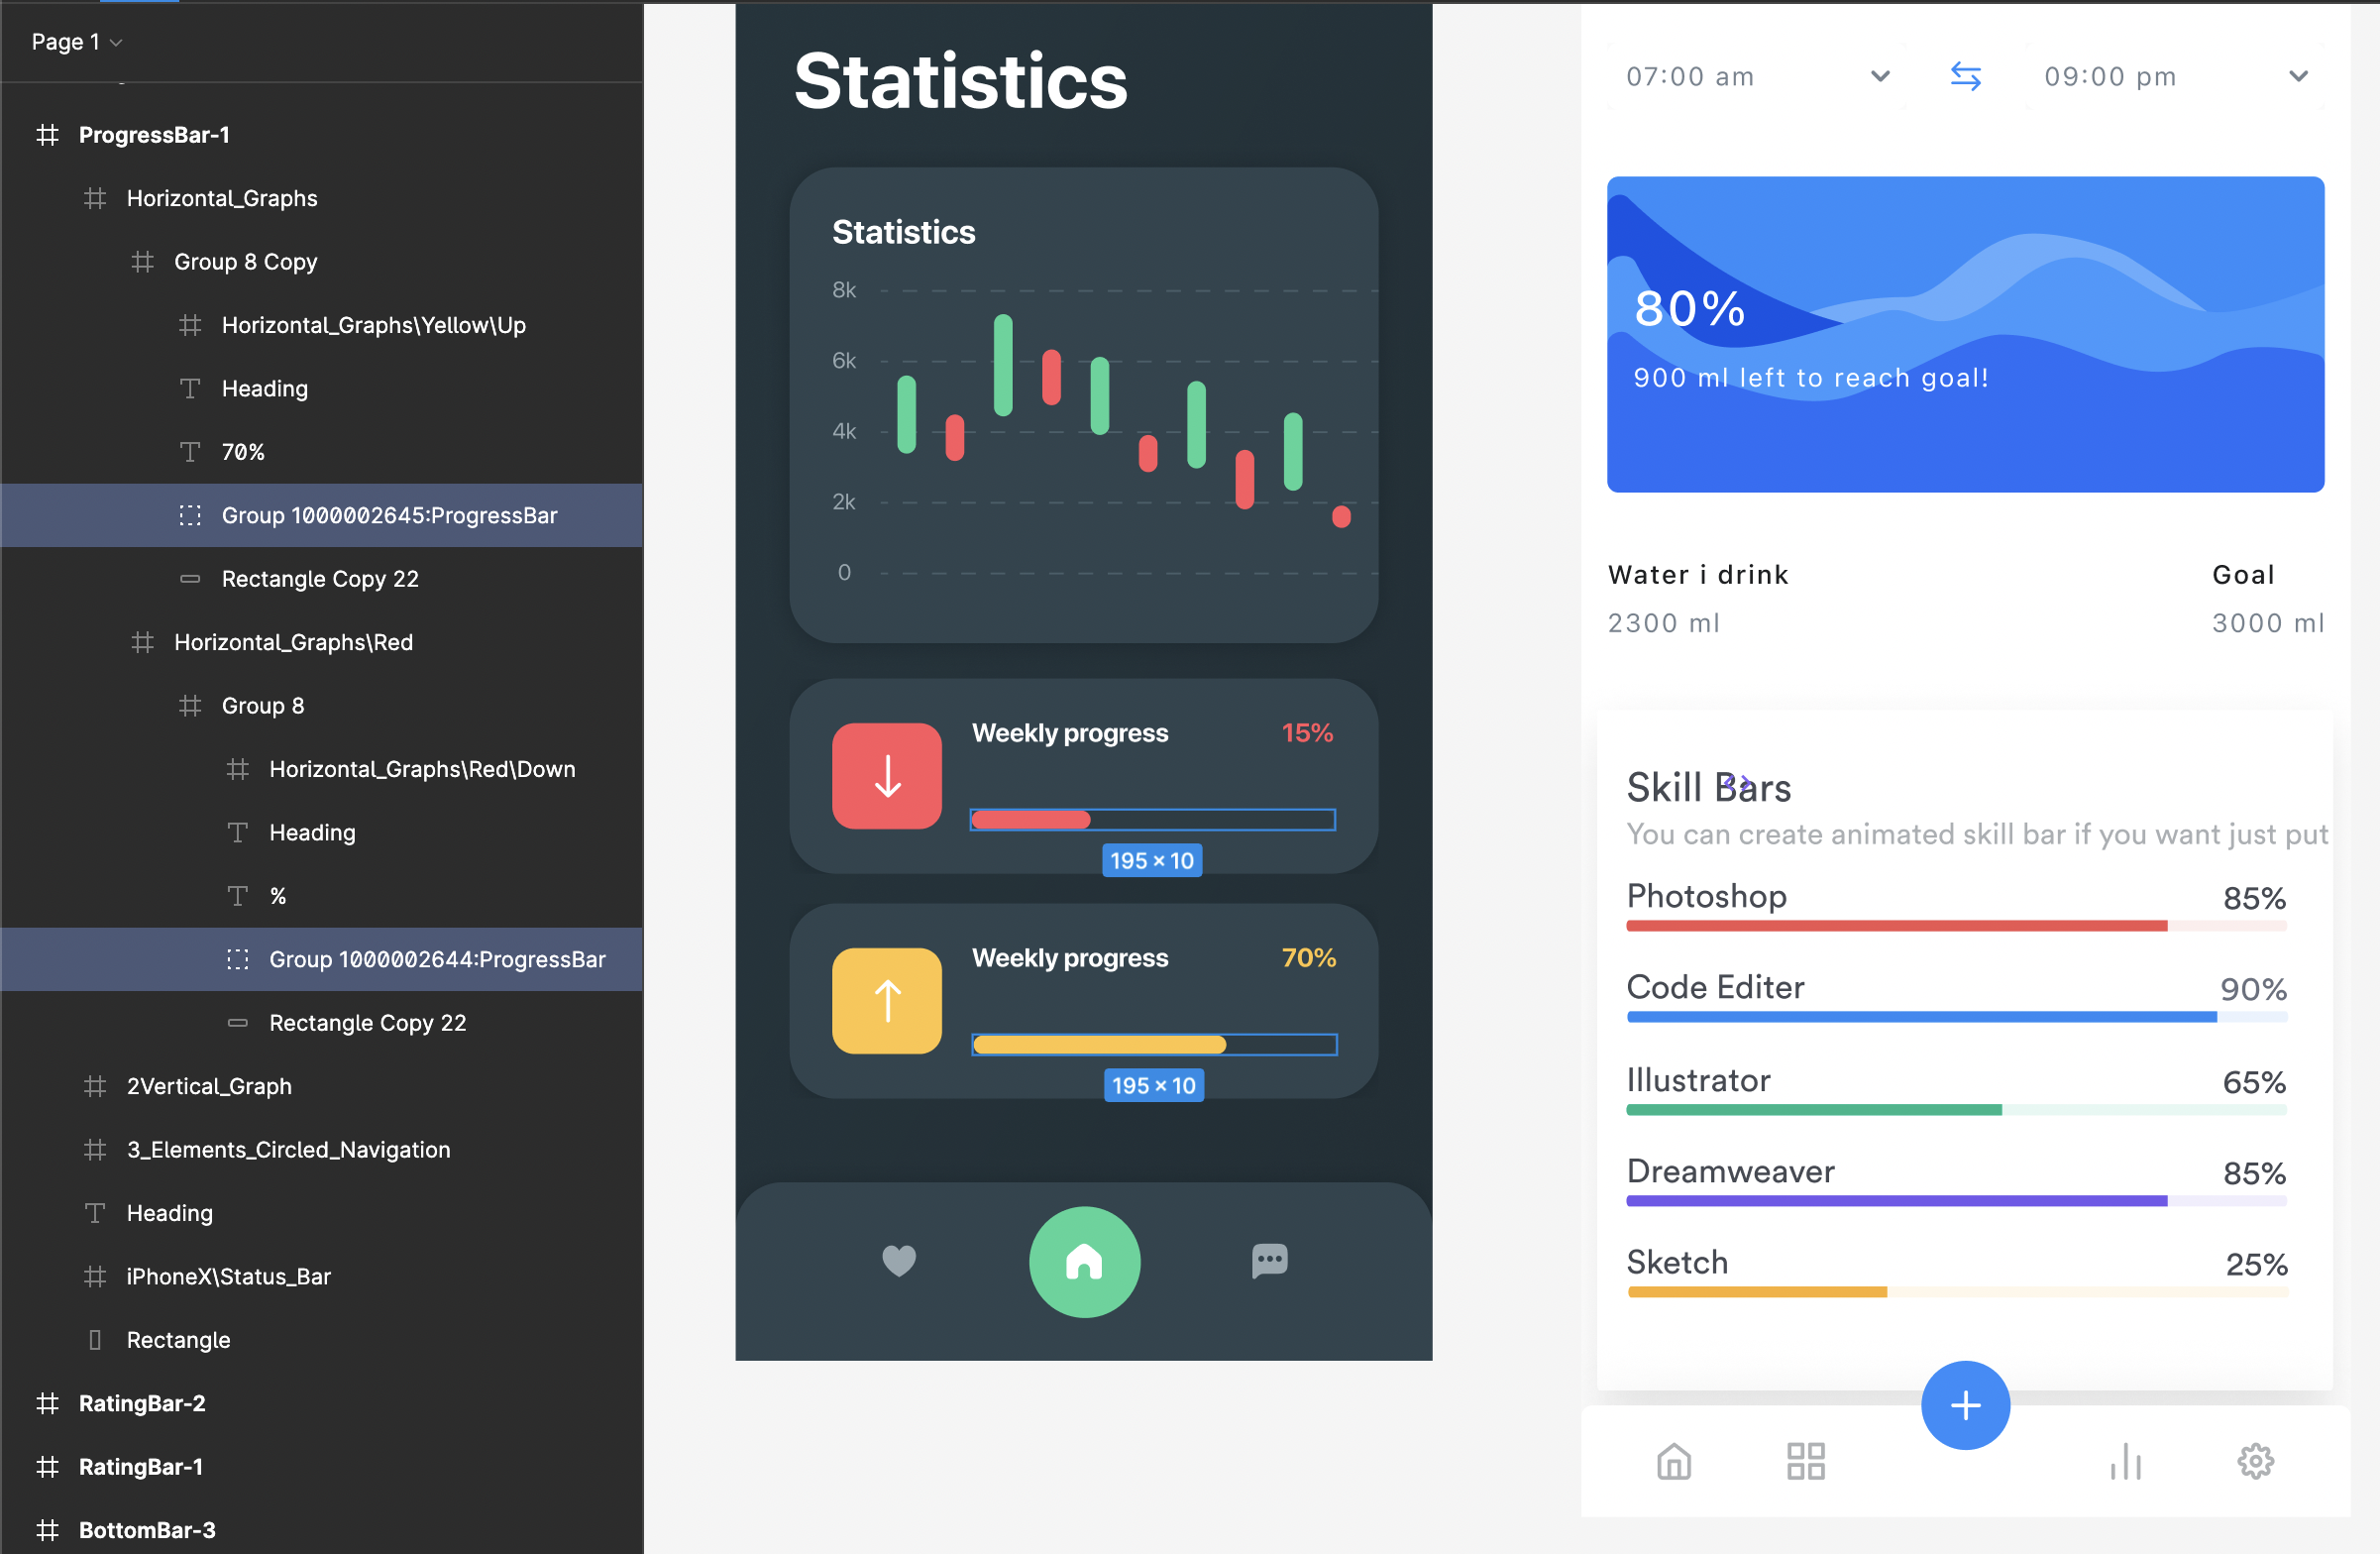 Page 1
ProgressBar-1
Horizontal_Graphs
Group 8 Copy
Horizontal_Graphs\Yellow\Up
Heading
70%
Group 1000002645:ProgressBar
Rectangle Copy 22
Horizontal_Graphs\Red
Group 8
Horizontal_Graphs\Red\Down
Heading
%
Group 1000002644:ProgressBar
Rectangle Copy 22
2Vertical_Graph
3_Elements_Circled_Navigation
Heading
iPhoneX\Status_Bar
Rectangle
RatingBar-2
RatingBar-1
BottomBar-3
Statistics
Statistics
8k
6k
4k
2k
0
Weekly progress 15%
195 × 10
Weekly progress 70%
195 × 10
07:00 am 09:00 pm
80%
900 ml left to reach goal!
Water i drink Goal
2300 ml 3000 ml
Skill Bars
You can create animated skill bar if you want just put
Photoshop 85%
Code Editer 90%
Illustrator 65%
Dreamweaver 85%
Sketch 25%